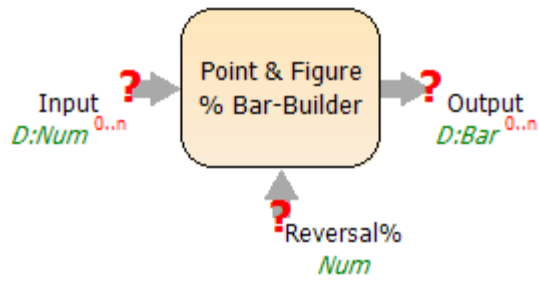 Point & Figure
% Bar-Builder
?
Input
D:Num 0..n
?
Output
D:Bar 0..n
?
Reversal%
Num